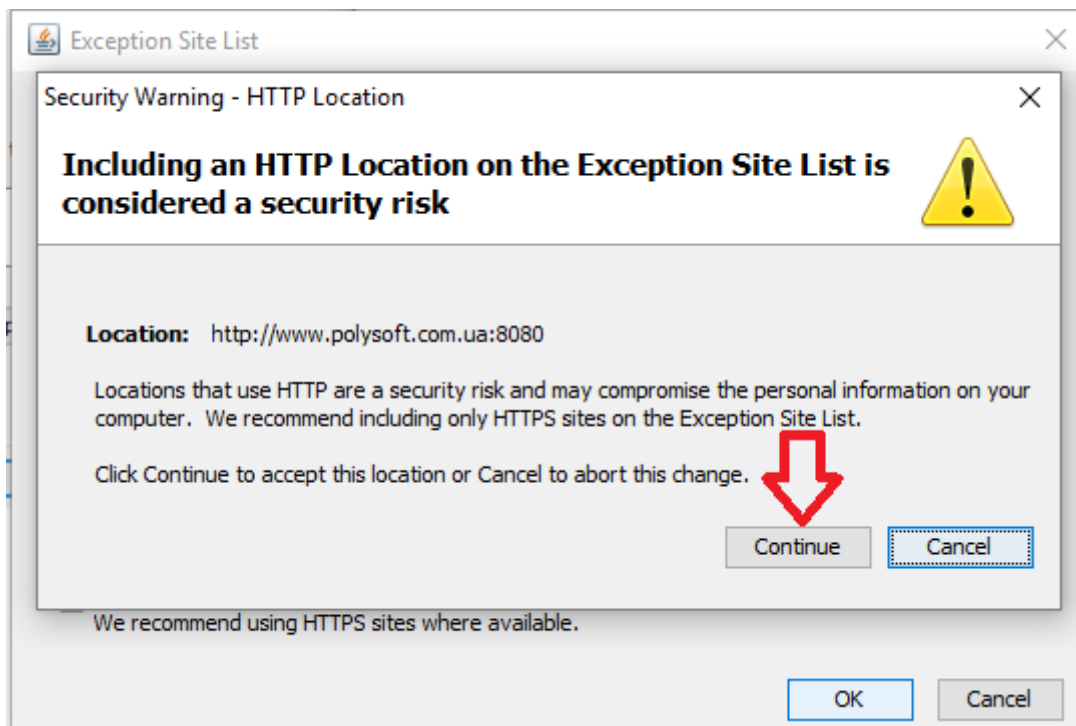 Exception Site List
Security Warning - HTTP Location
Including an HTTP Location on the Exception Site List is
considered a security risk
Location: http://www.polysoft.com.ua:8080
Locations that use HTTP are a security risk and may compromise the personal information on your
computer. We recommend including only HTTPS sites on the Exception Site List.
Click Continue to accept this location or Cancel to abort this change.
Continue Cancel
We recommend using HTTPS sites where available.
OK Cancel